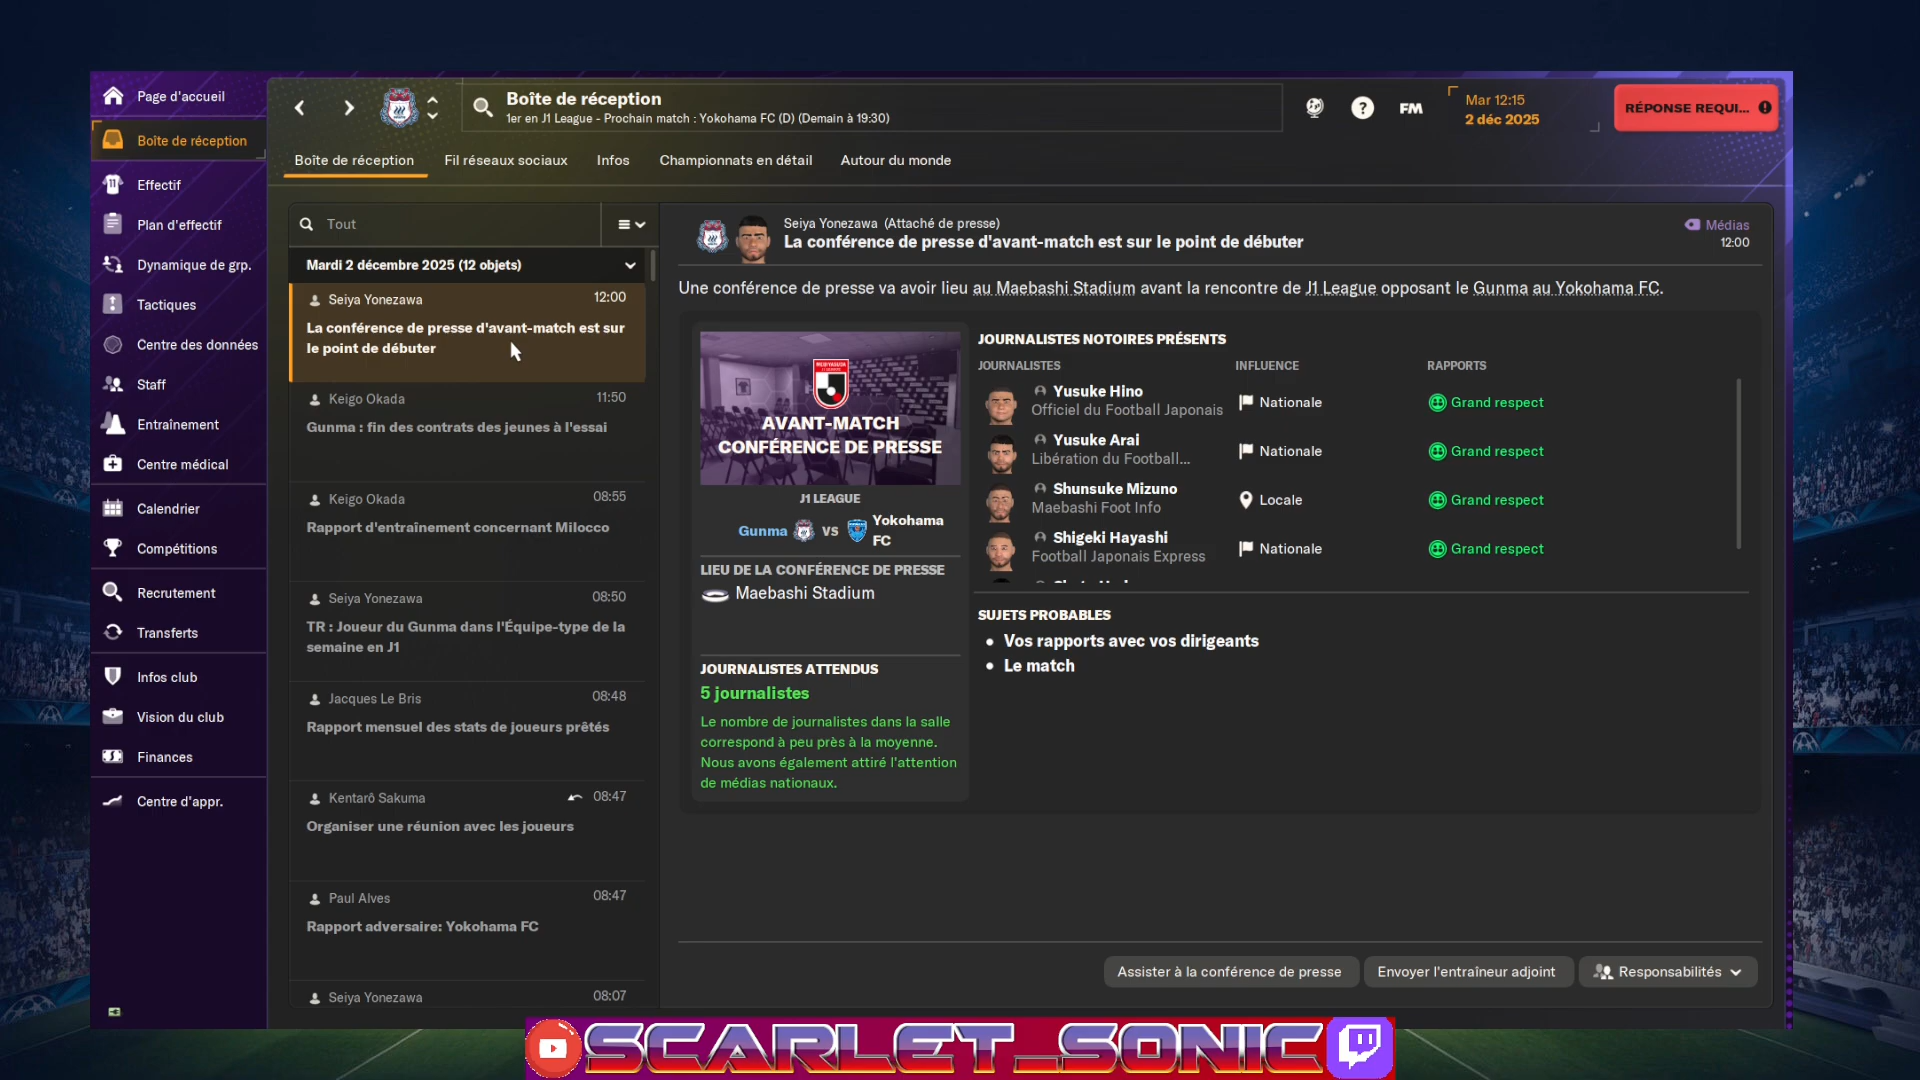 Page d'accueil
Boîte de réception
Effectif
Plan d'effectif
Dynamique de grp.
Tactiques
Centre des données
Staff
Entraînement
Centre médical
Calendrier
Compétitions
Recrutement
Transferts
Infos club
Vision du club
Finances
Centre d'appr.
Boîte de réception
1er en J1 League - Prochain match : Yokohama FC (D) (Demain à 19:30)
FM
Mar 12:15
2 déc 2025
RÉPONSE REQUI...
Boîte de réception
Fil réseaux sociaux
Infos
Championnats en détail
Autour du monde
Tout
Mardi 2 décembre 2025 (12 objets)
Seiya Yonezawa 12:00
La conférence de presse d'avant-match est sur
le point de débuter
Keigo Okada 11:50
Gunma : fin des contrats des jeunes à l'essai
Keigo Okada 08:55
Rapport d'entraînement concernant Milocco
Seiya Yonezawa 08:50
TR : Joueur du Gunma dans l'Équipe-type de la
semaine en J1
Jacques Le Bris 08:48
Rapport mensuel des stats de joueurs prêtés
Kentarô Sakuma 08:47
Organiser une réunion avec les joueurs
Paul Alves 08:47
Rapport adversaire: Yokohama FC
Seiya Yonezawa 08:07
Seiya Yonezawa (Attaché de presse)
La conférence de presse d'avant-match est sur le point de débuter
Médias
12:00
Une conférence de presse va avoir lieu au Maebashi Stadium avant la rencontre de J1 League opposant le Gunma au Yokohama FC.
AVANT-MATCH
CONFÉRENCE DE PRESSE
J1 LEAGUE
Gunma VS Yokohama
FC
LIEU DE LA CONFÉRENCE DE PRESSE
Maebashi Stadium
JOURNALISTES ATTENDUS
5 journalistes
Le nombre de journalistes dans la salle
correspond à peu près à la moyenne.
Nous avons également attiré l'attention
de médias nationaux.
JOURNALISTES NOTOIRES PRÉSENTS
JOURNALISTES INFLUENCE RAPPORTS
Yusuke Hino
Officiel du Football Japonais
Nationale
Grand respect
Yusuke Arai
Libération du Football...
Nationale
Grand respect
Shunsuke Mizuno
Maebashi Foot Info
Locale
Grand respect
Shigeki Hayashi
Football Japonais Express
Nationale
Grand respect
SUJETS PROBABLES
• Vos rapports avec vos dirigeants
• Le match
Assister à la conférence de presse
Envoyer l'entraîneur adjoint
Responsabilités
SCARLET_SONIC